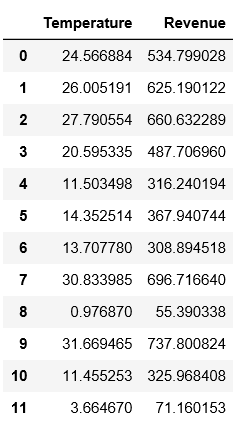 Temperature Revenue
0 24.566884 534.799028
1 26.005191 625.190122
2 27.790554 660.632289
3 20.595335 487.706960
4 11.503498 316.240194
5 14.352514 367.940744
6 13.707780 308.894518
7 30.833985 696.716640
8 0.976870 55.390338
9 31.669465 737.800824
10 11.455253 325.968408
11 3.664670 71.160153